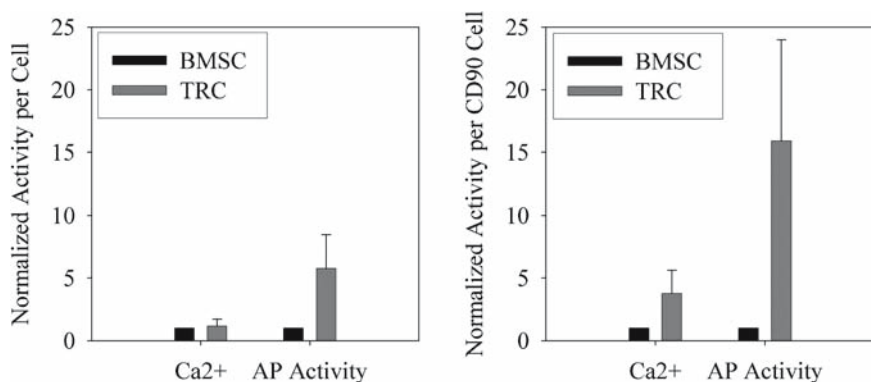 Normalized Activity per Cell
25
20
15
10
5
0
BMSC
TRC
Ca2+ AP Activity
Normalized Activity per CD90 Cell
25
20
15
10
5
0
BMSC
TRC
Ca2+ AP Activity